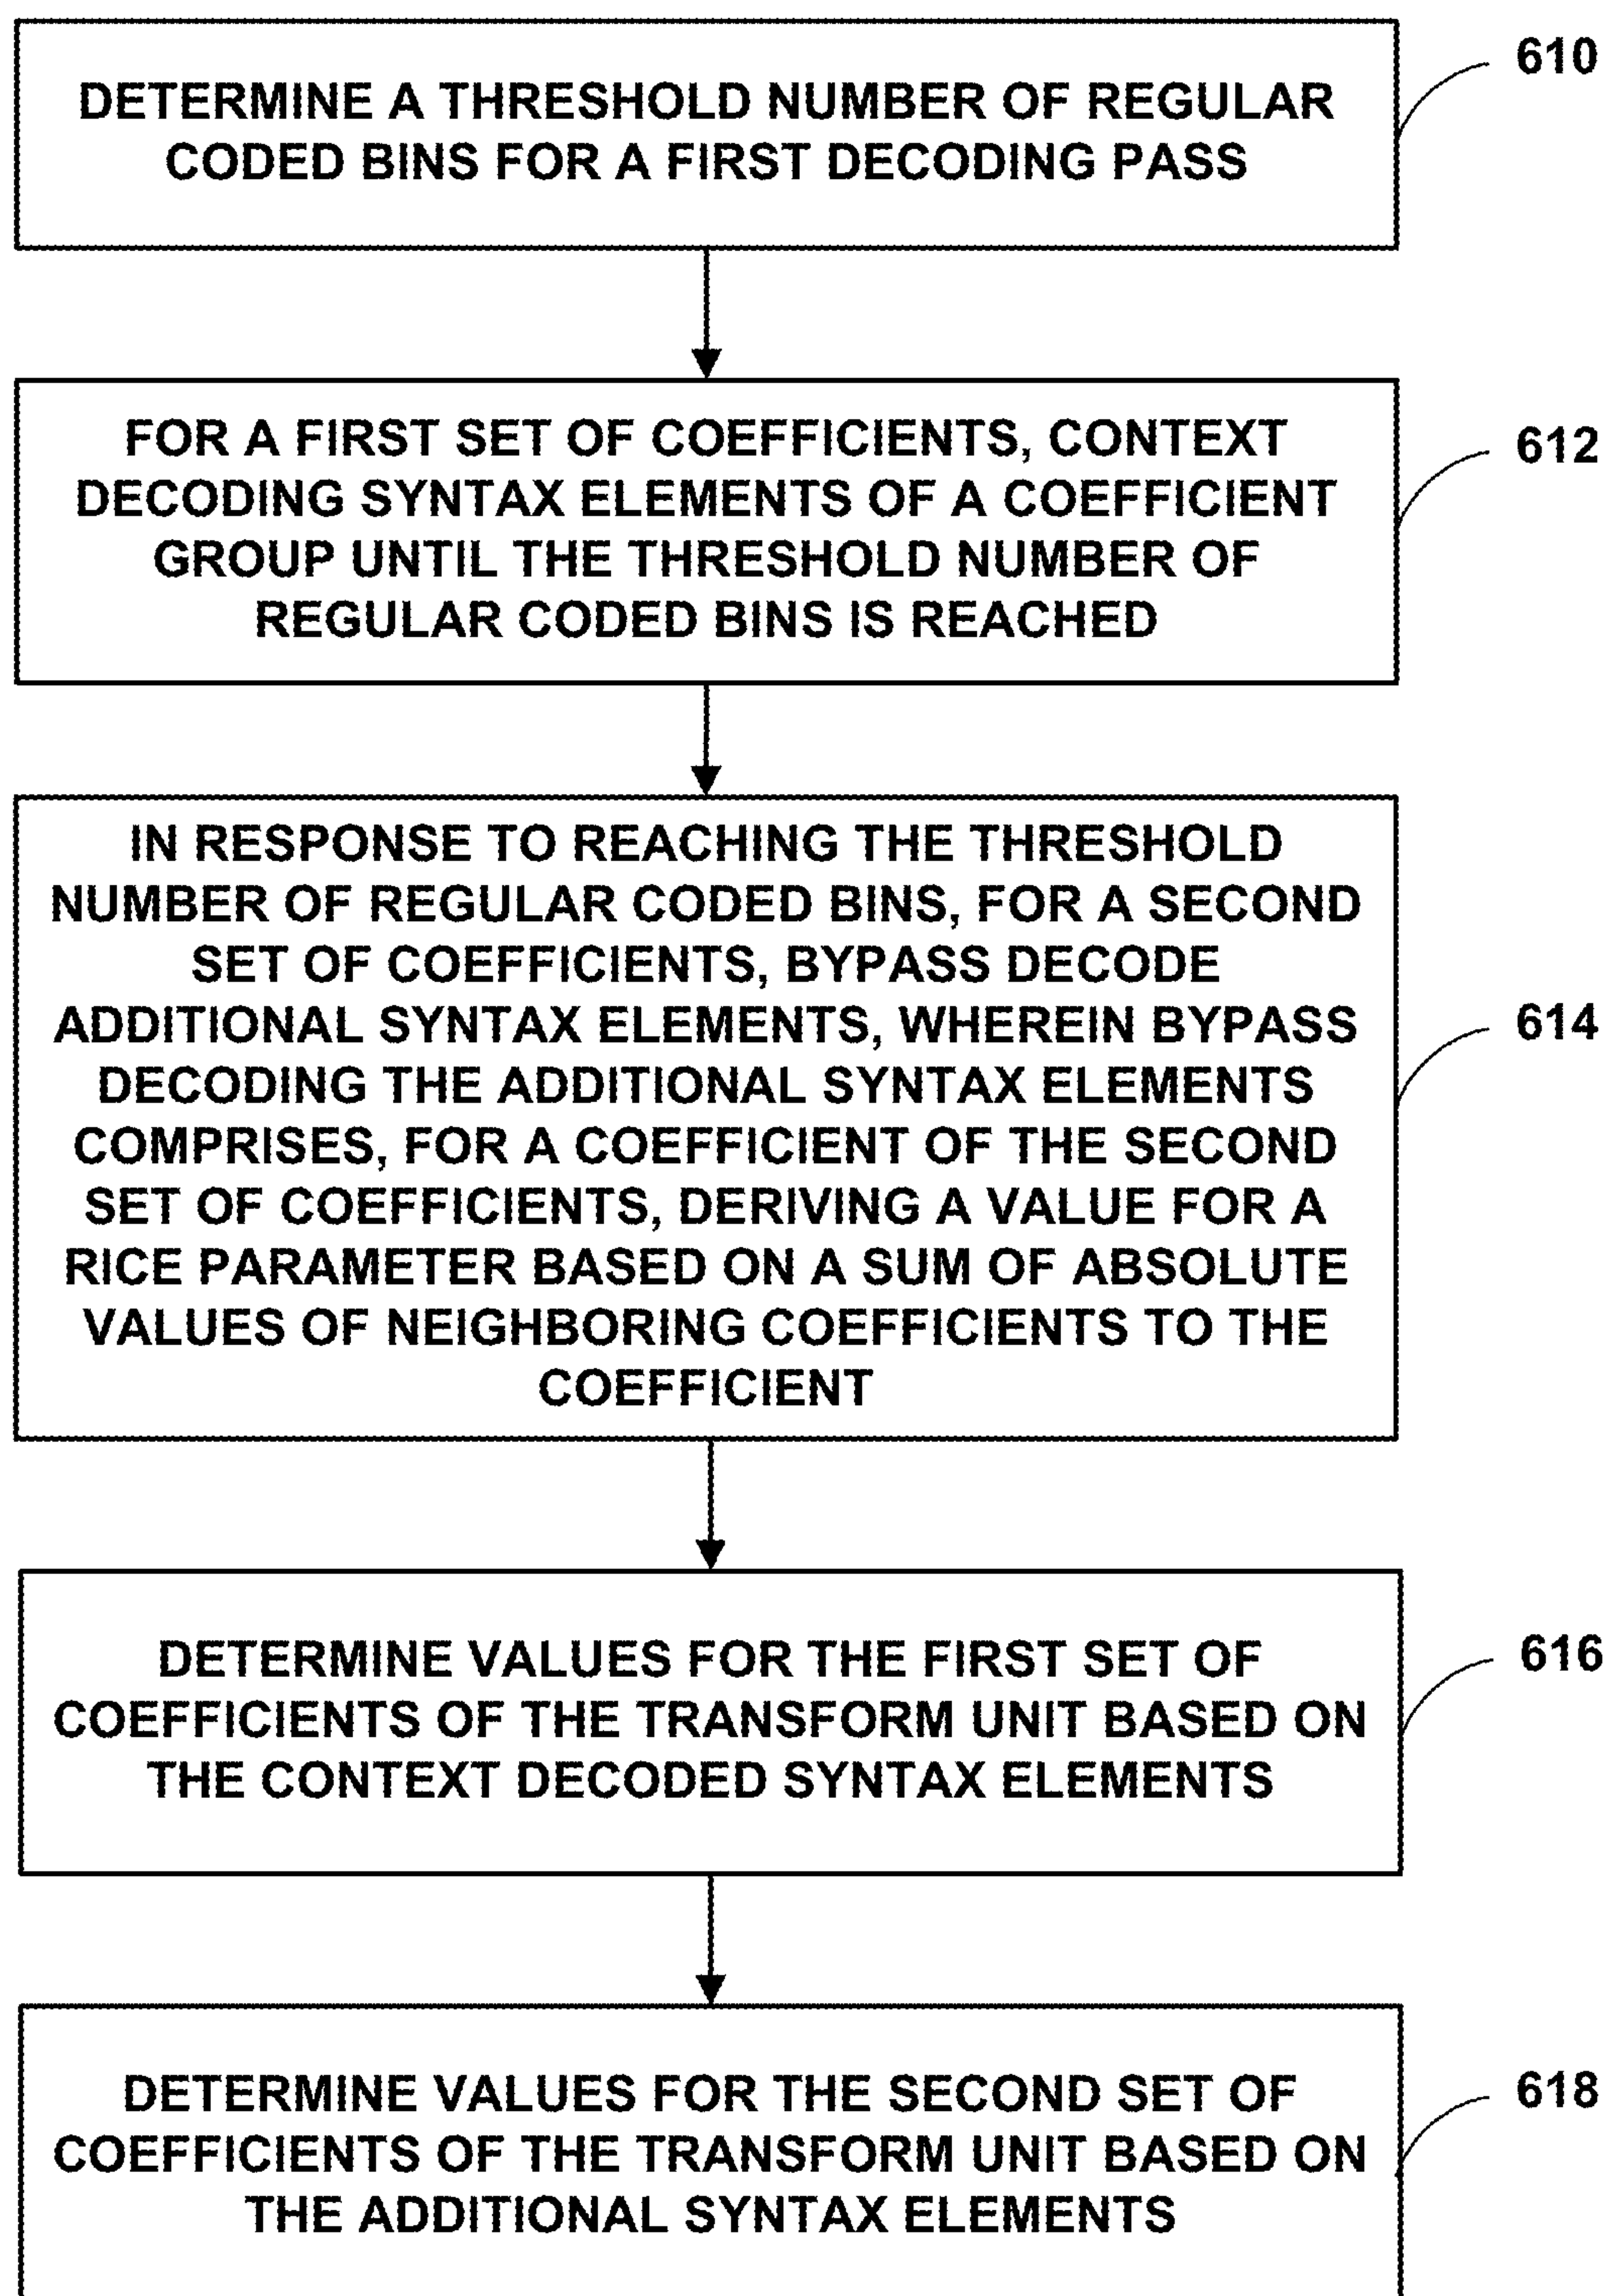 DETERMINE A THRESHOLD NUMBER OF REGULAR
CODED BINS FOR A FIRST DECODING PASS
610
FOR A FIRST SET OF COEFFICIENTS, CONTEXT
DECODING SYNTAX ELEMENTS OF A COEFFICIENT
GROUP UNTIL THE THRESHOLD NUMBER OF
REGULAR CODED BINS IS REACHED
612
IN RESPONSE TO REACHING THE THRESHOLD
NUMBER OF REGULAR CODED BINS, FOR A SECOND
SET OF COEFFICIENTS, BYPASS DECODE
ADDITIONAL SYNTAX ELEMENTS, WHEREIN BYPASS
DECODING THE ADDITIONAL SYNTAX ELEMENTS
COMPRISES, FOR A COEFFICIENT OF THE SECOND
SET OF COEFFICIENTS, DERIVING A VALUE FOR A
RICE PARAMETER BASED ON A SUM OF ABSOLUTE
VALUES OF NEIGHBORING COEFFICIENTS TO THE
COEFFICIENT
614
DETERMINE VALUES FOR THE FIRST SET OF
COEFFICIENTS OF THE TRANSFORM UNIT BASED ON
THE CONTEXT DECODED SYNTAX ELEMENTS
616
DETERMINE VALUES FOR THE SECOND SET OF
COEFFICIENTS OF THE TRANSFORM UNIT BASED ON
THE ADDITIONAL SYNTAX ELEMENTS
618